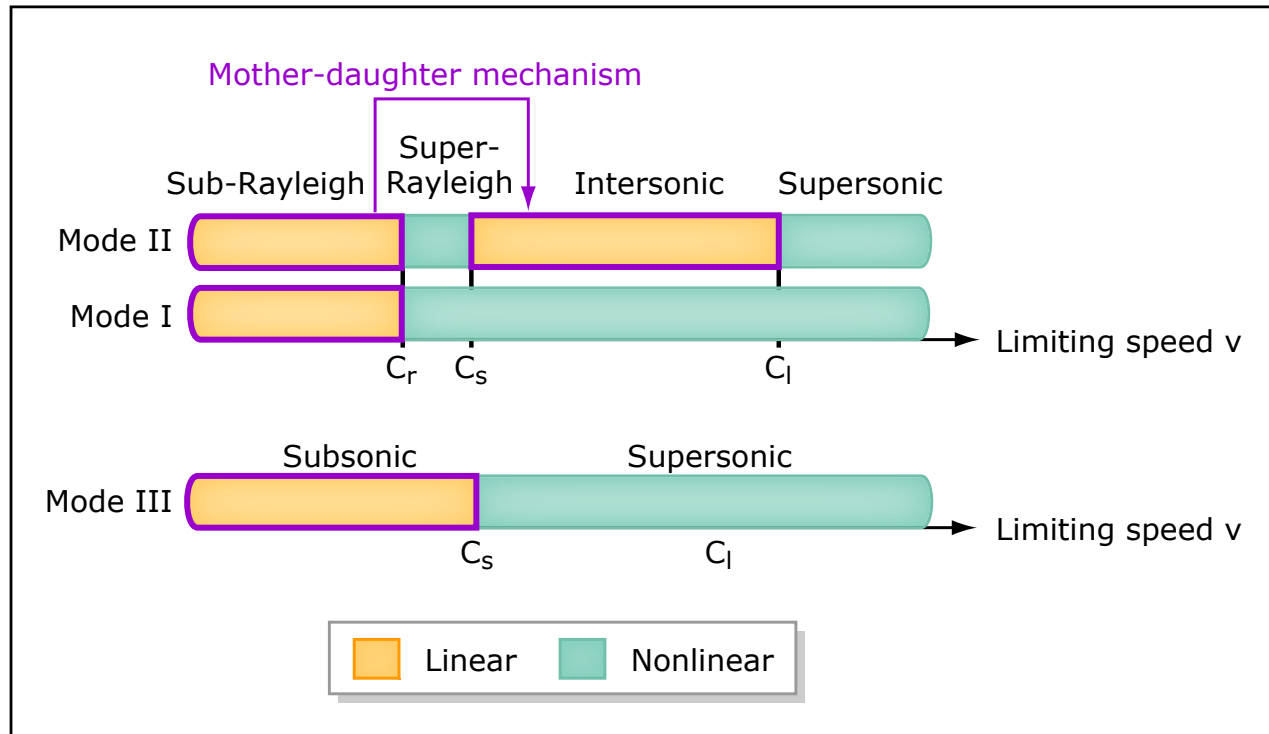 Mother-daughter mechanism
Super-
Rayleigh
Sub-Rayleigh
Intersonic
Supersonic
Mode II
Mode I
Limiting speed v
Cr
Cs
Cl
Subsonic
Supersonic
Mode III
Limiting speed v
Cs
Cl
Linear
Nonlinear